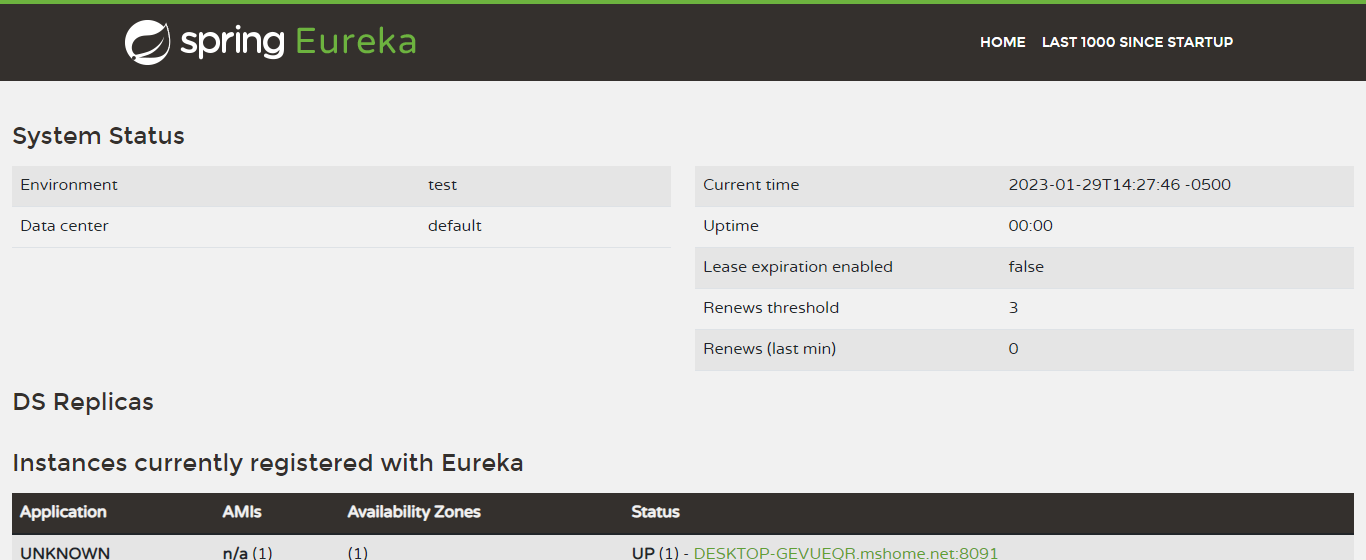 spring Eureka
HOME LAST 1000 SINCE STARTUP
System Status
Environment test
Data center default
Current time 2023-01-29T14:27:46 -0500
Uptime 00:00
Lease expiration enabled false
Renews threshold 3
Renews (last min) 0
DS Replicas
Instances currently registered with Eureka
Application AMIs Availability Zones Status
UNKNOWN n/a (1) (1) UP (1) - DESKTOP-GEVUEQR.mshome.net:8091